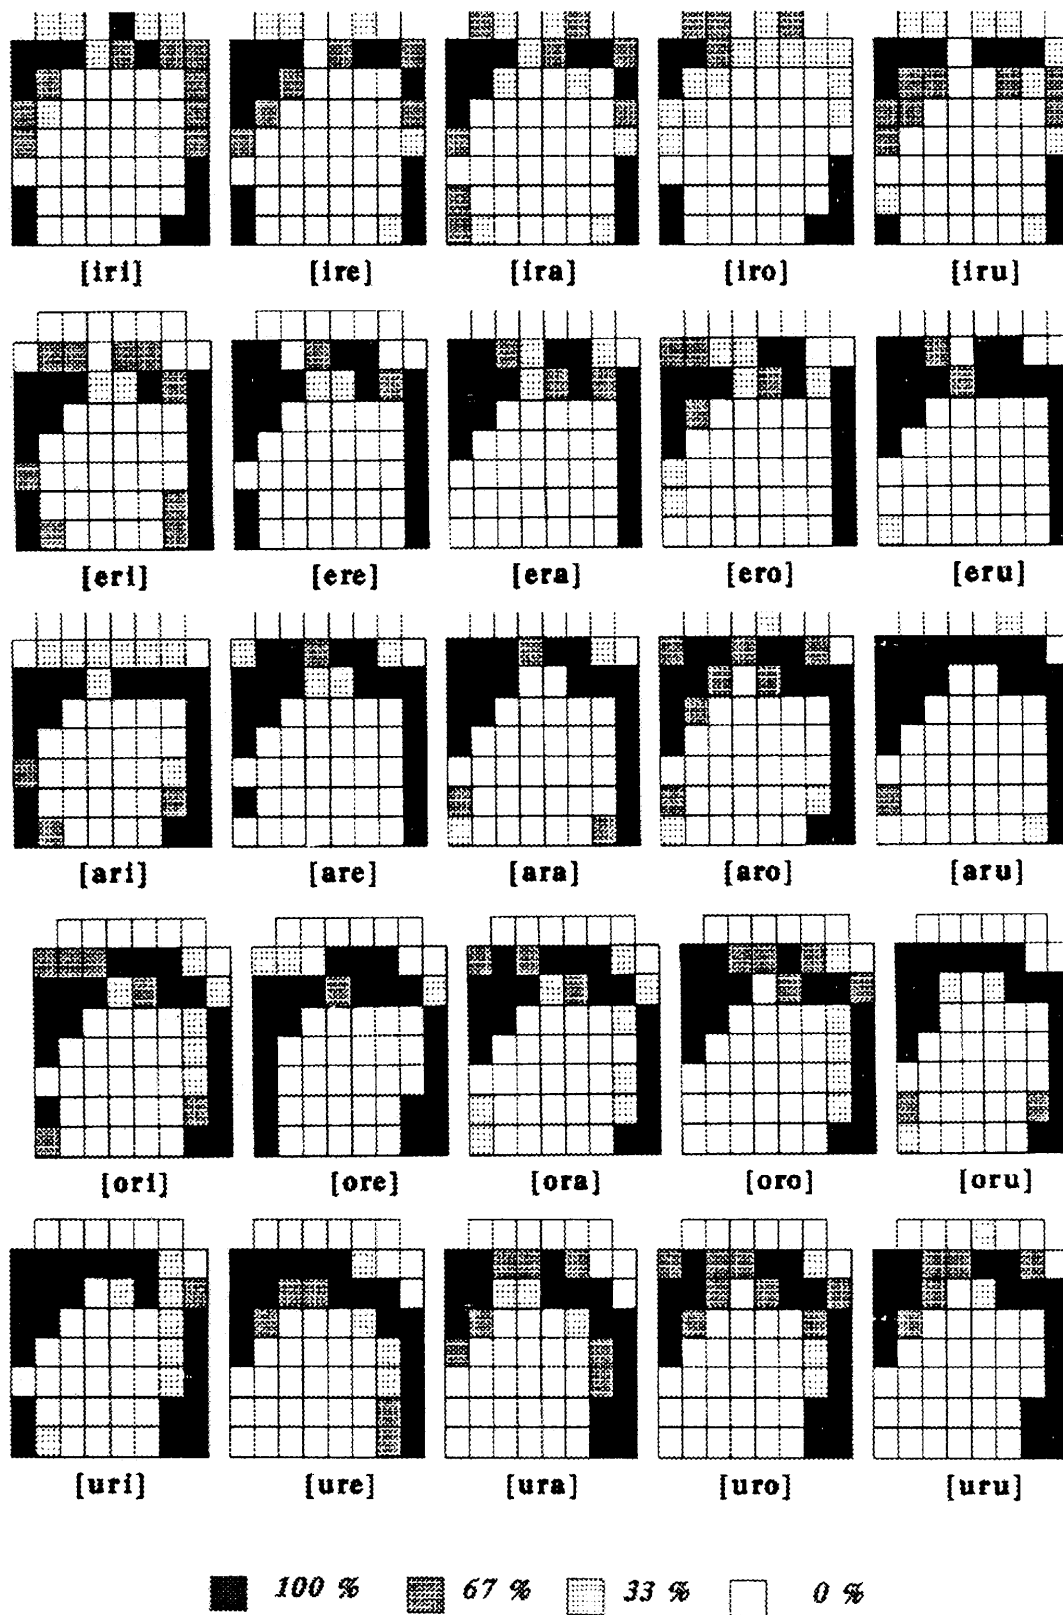 [iri] [ire] [ira] [iro] [iru]
[eri] [ere] [era] [ero] [eru]
[ari] [are] [ara] [aro] [aru]
[ori] [ore] [ora] [oro] [oru]
[uri] [ure] [ura] [uro] [uru]
100 % 67 % 33 % 0 %